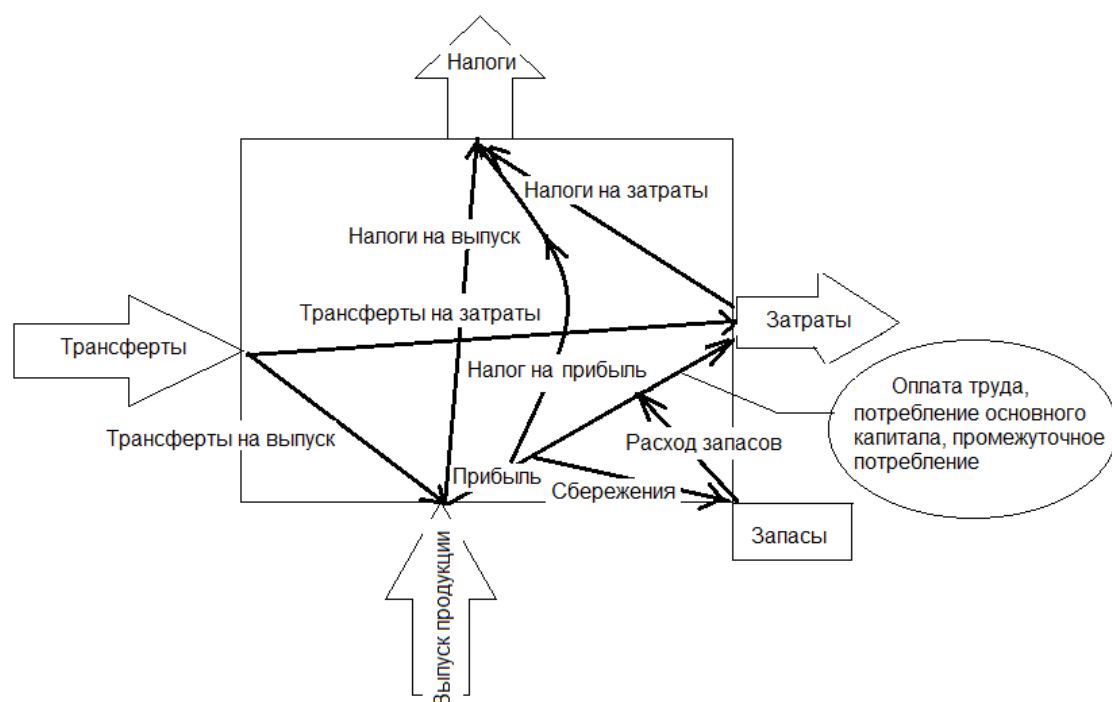 Налоги
Налоги на затраты
Налоги на выпуск
Трансферты на затраты
Затраты
Трансферты
Налог на прибыль
Оплата труда,
потребление основного
капитала, промежуточное
потребление
Трансферты на выпуск
Расход запасов
Прибыль
Сбережения
Запасы
Выпуск продукции